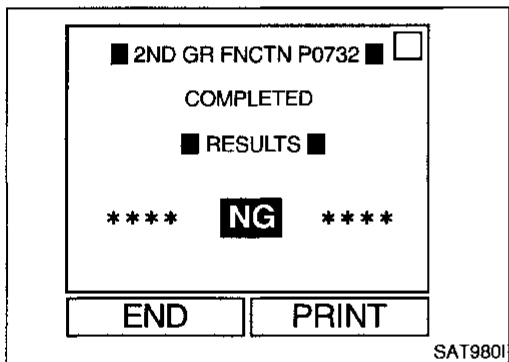 ■ 2ND GR FNCTN P0732 ■
COMPLETED
■ RESULTS ■
**** NG ****
END PRINT
SAT980I